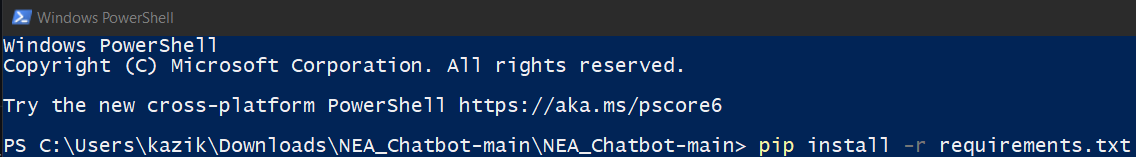 Windows PowerShell
Windows PowerShell
Copyright (C) Microsoft Corporation. All rights reserved.
Try the new cross-platform PowerShell https://aka.ms/pscore6
PS C:\Users\kazik\Downloads\NEA_Chatbot-main\NEA_Chatbot-main> pip install -r requirements.txt